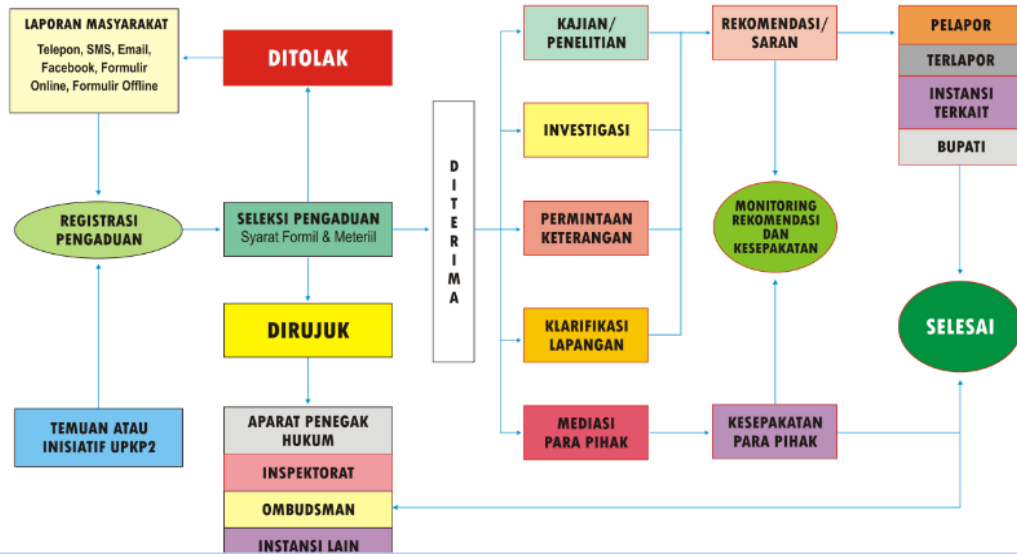 LAPORAN MASYARAKAT
Telepon, SMS, Email,
Facebook, Formulir
Online, Formulir Offline
DITOLAK
REGISTRASI
PENGADUAN
SELEKSI PENGADUAN
Syarat Formil & Meteriil
DIRUJUK
TEMUAN ATAU
INISIATIF UPKP2
APARAT PENEGAK
HUKUM
INSPEKTORAT
OMBUDSMAN
INSTANSI LAIN
DITERIMA
KAJIAN/
PENELITIAN
INVESTIGASI
PERMINTAAN
KETERANGAN
KLARIFIKASI
LAPANGAN
MEDIASI
PARA PIHAK
REKOMENDASI/
SARAN
MONITORING
REKOMENDASI
DAN
KESEPAKATAN
KESEPAKATAN
PARA PIHAK
PELAPOR
TERLAPOR
INSTANSI
TERKAIT
BUPATI
SELESAI